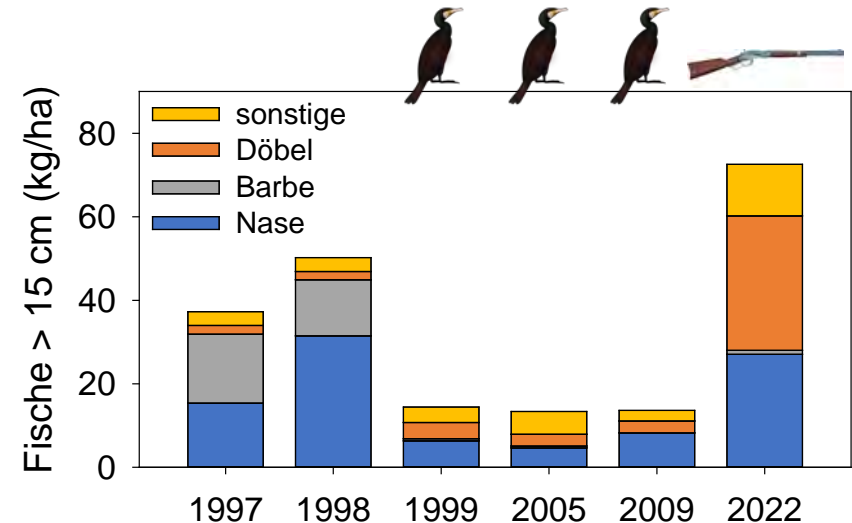 Fische > 15 cm (kg/ha)
80
60
40
20
0
sonstige
Döbel
Barbe
Nase
1997 1998 1999 2005 2009 2022